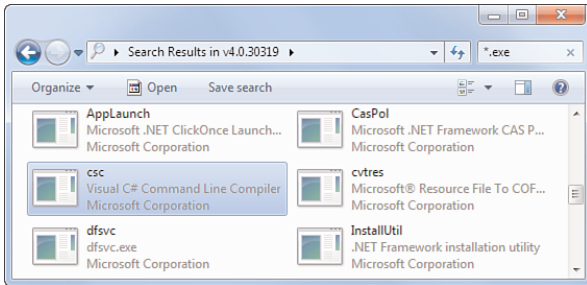 Search Results in v4.0.30319
*.exe
Organize
Open
Save search
AppLaunch
Microsoft .NET ClickOnce Launch...
Microsoft Corporation
CasPol
Microsoft .NET Framework CAS P...
Microsoft Corporation
csc
Visual C# Command Line Compiler
Microsoft Corporation
cvtres
Microsoft® Resource File To COF...
Microsoft Corporation
dfsvc
dfsvc.exe
Microsoft Corporation
InstallUtil
.NET Framework installation utility
Microsoft Corporation